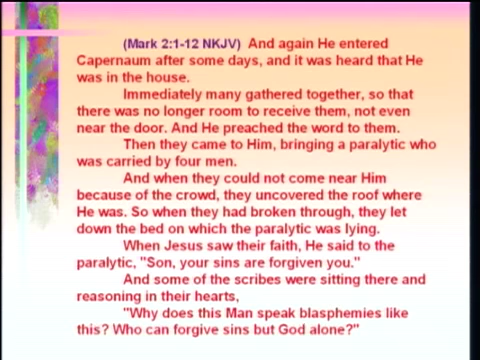 (Mark 2:1-12 NKJV) And again He entered
Capernaum after some days, and it was heard that He
was in the house.
Immediately many gathered together, so that
there was no longer room to receive them, not even
near the door. And He preached the word to them.
Then they came to Him, bringing a paralytic who
was carried by four men.
And when they could not come near Him
because of the crowd, they uncovered the roof where
He was. So when they had broken through, they let
down the bed on which the paralytic was lying.
When Jesus saw their faith, He said to the
paralytic, "Son, your sins are forgiven you."
And some of the scribes were sitting there and
reasoning in their hearts,
"Why does this Man speak blasphemies like
this? Who can forgive sins but God alone?"